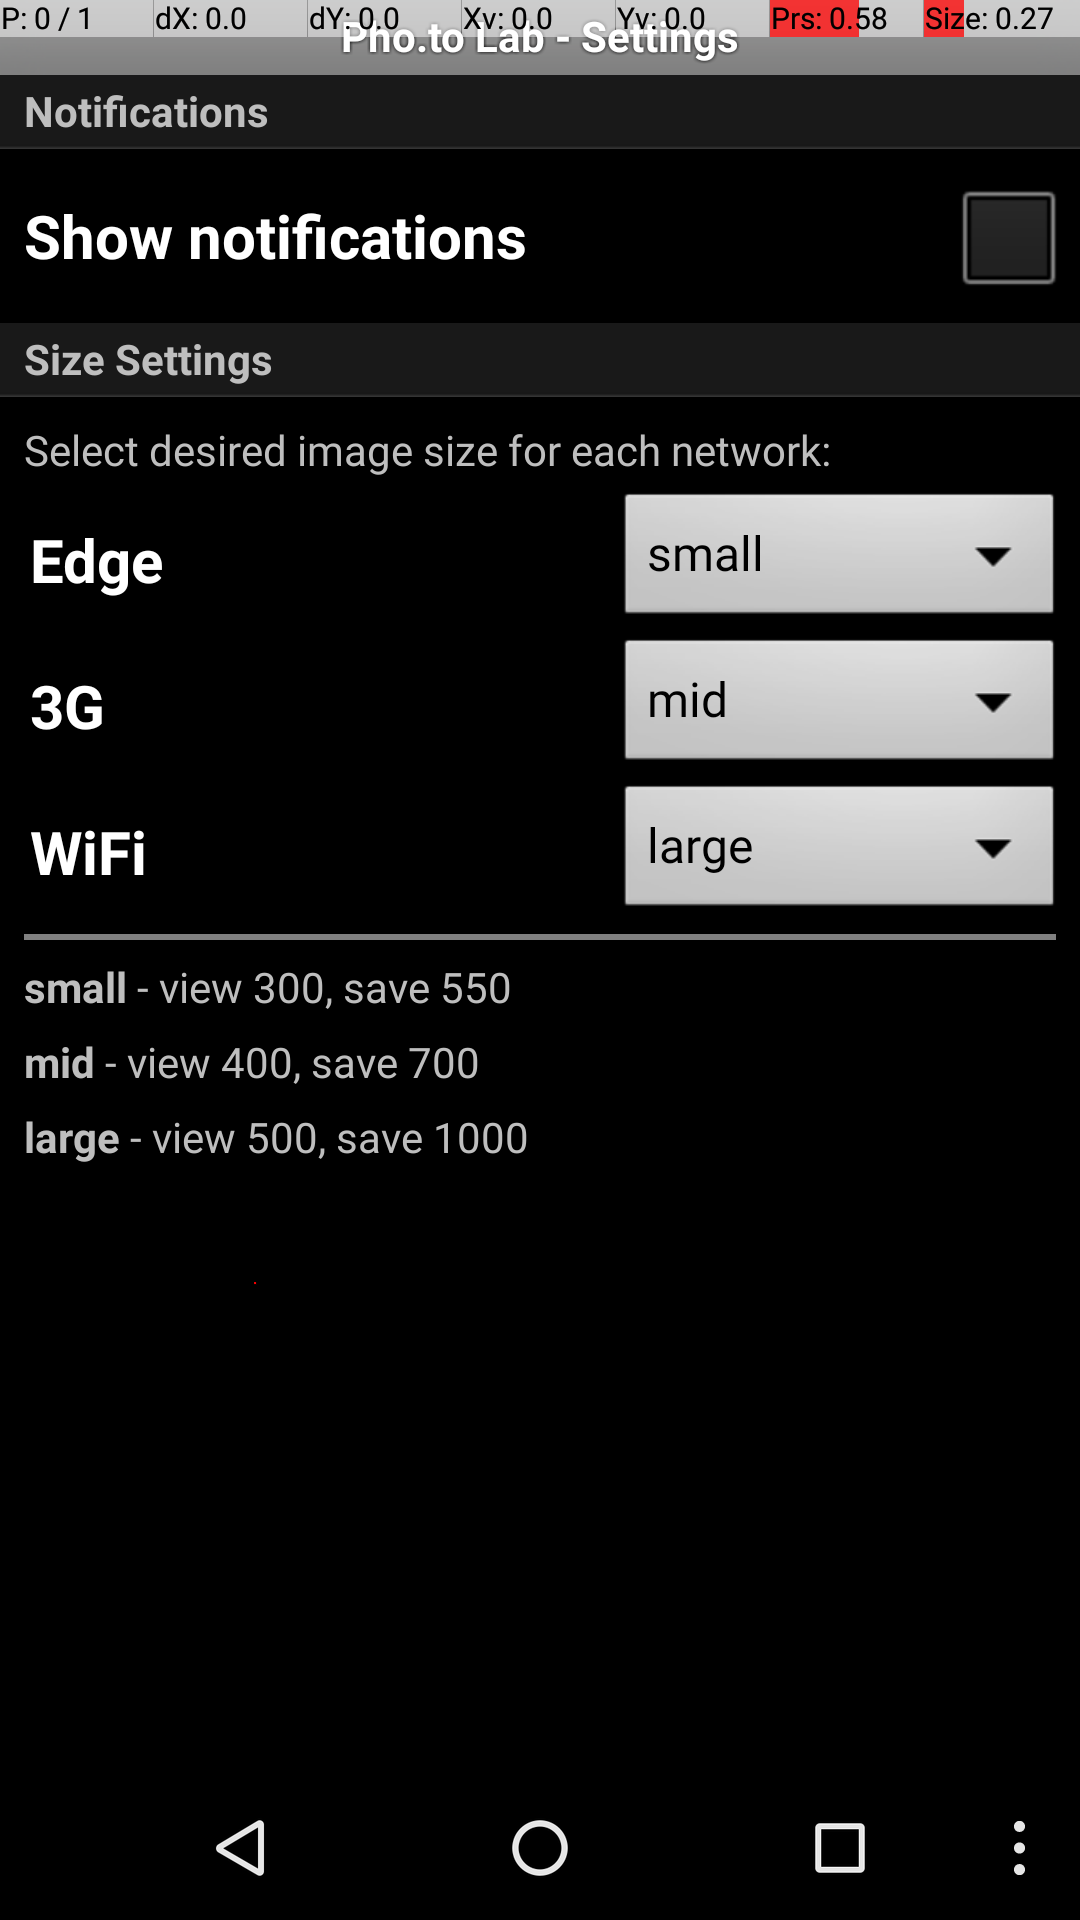 P: 0 / 1 dX: 0.0 dY: 0.0 Xv: 0.0 Yv: 0.0 Prs: 0.58 Size: 0.27
Pho.to Lab - Settings
Notifications
Show notifications
Size Settings
Select desired image size for each network:
Edge small
3G mid
WiFi large
small - view 300, save 550
mid - view 400, save 700
large - view 500, save 1000